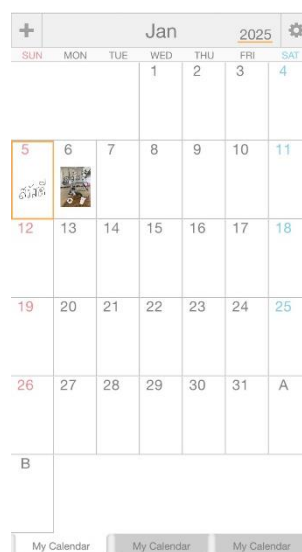 + Jan 2025
SUN MON TUE WED THU FRI SAT
1 2 3 4
5 6 7 8 9 10 11
12 13 14 15 16 17 18
19 20 21 22 23 24 25
26 27 28 29 30 31 A
B
My Calendar My Calendar My Calendar